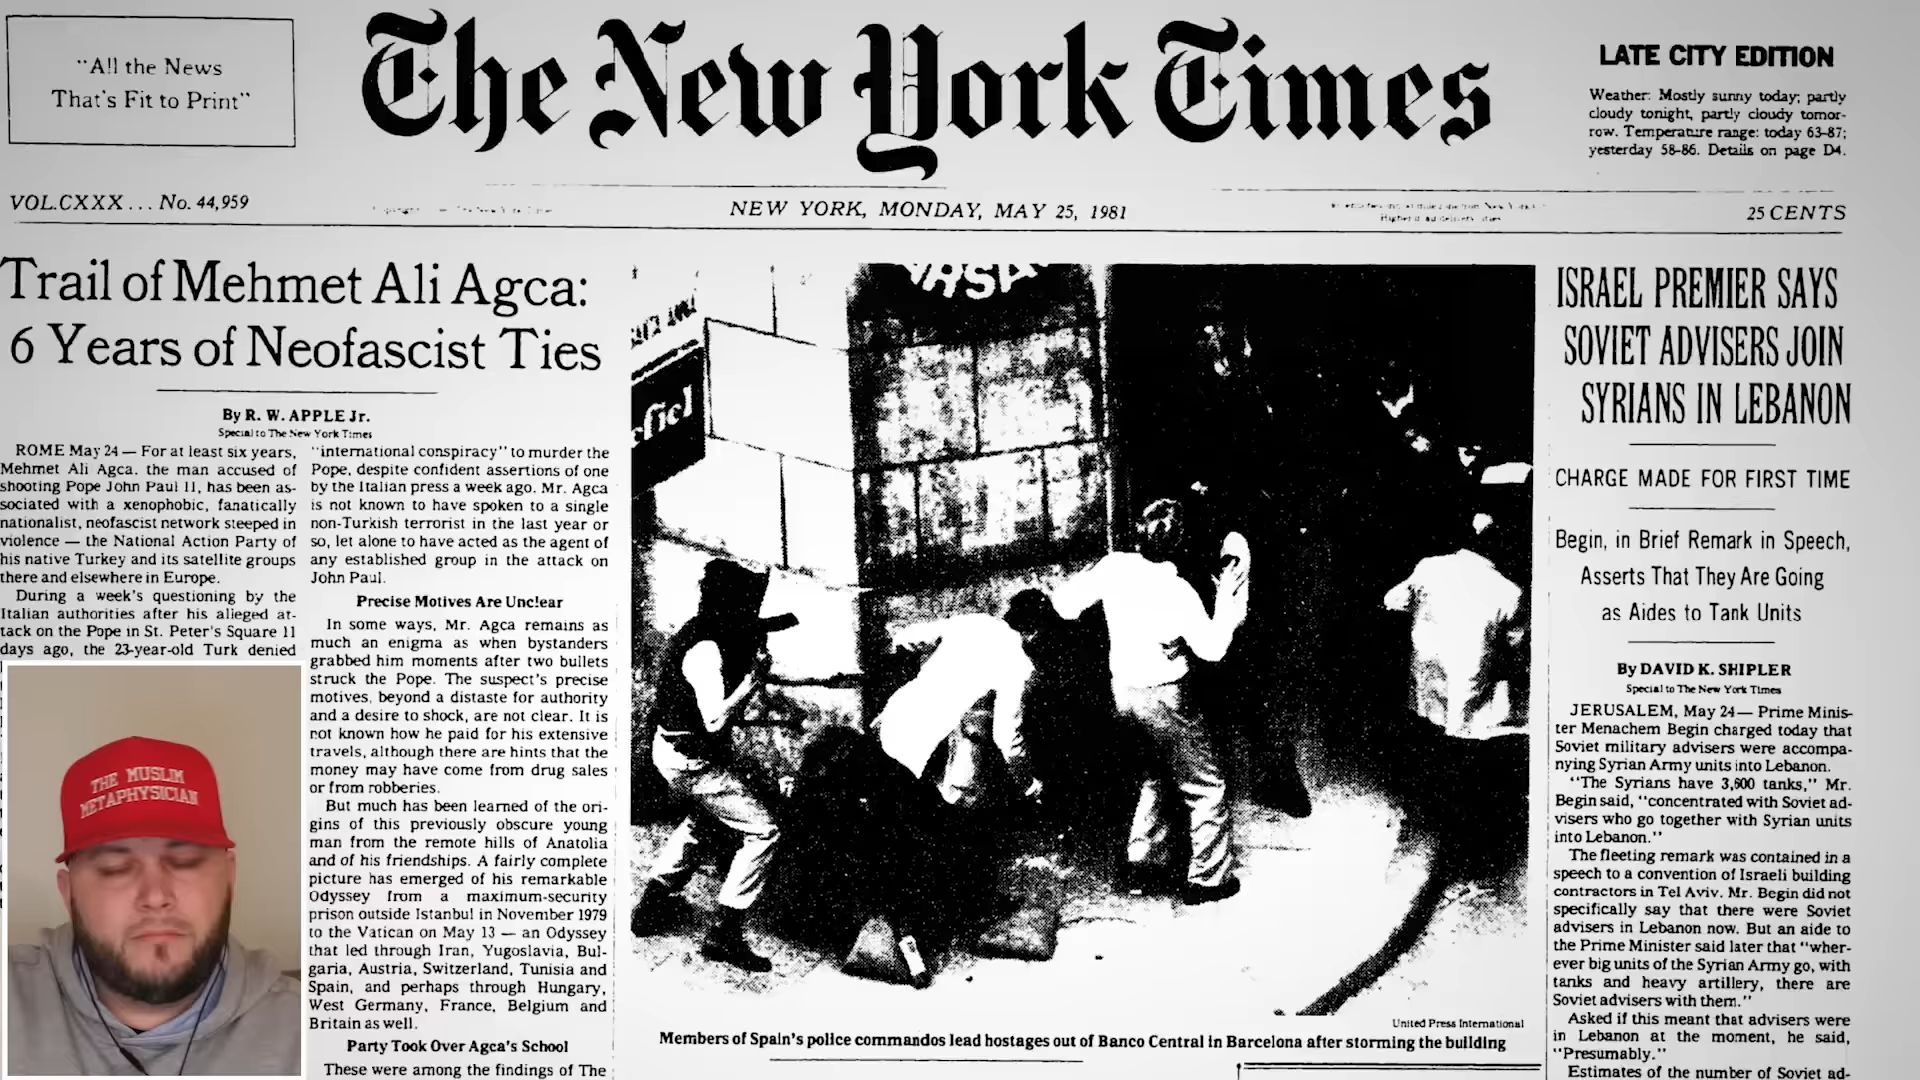 "All the News
That's Fit to Print"
The New York Times
LATE CITY EDITION
Weather: Mostly sunny today; partly
cloudy tonight, partly cloudy tomor-
row. Temperature range: today 63-87;
yesterday 58-86. Details on page D4.
VOL.CXXX ... No. 44,959
NEW YORK, MONDAY, MAY 25, 1981
25 CENTS
Trail of Mehmet Ali Agca:
6 Years of Neofascist Ties
By R. W. APPLE Jr.
Special to The New York Times
ROME May 24 — For at least six years,
Mehmet Ali Agca, the man accused of
shooting Pope John Paul II, has been as-
sociated with a xenophobic, fanatically
nationalist, neofascist network steeped in
violence — the National Action Party of
his native Turkey and its satellite groups
there and elsewhere in Europe.
During a week's questioning by the
Italian authorities after his alleged at-
tack on the Pope in St. Peter's Square 11
days ago, the 23-year-old Turk denied
"international conspiracy" to murder the
Pope, despite confident assertions of one
by the Italian press a week ago. Mr. Agca
is not known to have spoken to a single
non-Turkish terrorist in the last year or
so, let alone to have acted as the agent of
any established group in the attack on
John Paul.
Precise Motives Are Unclear
In some ways, Mr. Agca remains as
much an enigma as when bystanders
grabbed him moments after two bullets
struck the Pope. The suspect's precise
motives, beyond a distaste for authority
and a desire to shock, are not clear. It is
not known how he paid for his extensive
travels, although there are hints that the
money may have come from drug sales
or from robberies.
But much has been learned of the ori-
gins of this previously obscure young
man from the remote hills of Anatolia
and of his friendships. A fairly complete
picture has emerged of his remarkable
Odyssey from a maximum-security
prison outside Istanbul in November 1979
to the Vatican on May 13 — an Odyssey
that led through Iran, Yugoslavia, Bul-
garia, Austria, Switzerland, Tunisia and
Spain, and perhaps through Hungary,
West Germany, France, Belgium and
Britain as well.
Party Took Over Agca's School
These were among the findings of The
THE MUSLIM
METAPHYSICIAN
United Press International
Members of Spain's police commandos lead hostages out of Banco Central in Barcelona after storming the building
ISRAEL PREMIER SAYS
SOVIET ADVISERS JOIN
SYRIANS IN LEBANON
CHARGE MADE FOR FIRST TIME
Begin, in Brief Remark in Speech,
Asserts That They Are Going
as Aides to Tank Units
By DAVID K. SHIPLER
Special to The New York Times
JERUSALEM, May 24 — Prime Minis-
ter Menachem Begin charged today that
Soviet military advisers were accompa-
nying Syrian Army units into Lebanon.
"The Syrians have 3,600 tanks," Mr.
Begin said, "concentrated with Soviet ad-
visers who go together with Syrian units
into Lebanon."
The fleeting remark was contained in a
speech to a convention of Israeli building
contractors in Tel Aviv. Mr. Begin did not
specifically say that there were Soviet
advisers in Lebanon now. But an aide to
the Prime Minister said later that "wher-
ever big units of the Syrian Army go, with
tanks and heavy artillery, there are
Soviet advisers with them."
Asked if this meant that advisers were
in Lebanon at the moment, he said,
"Presumably."
Estimates of the number of Soviet ad-